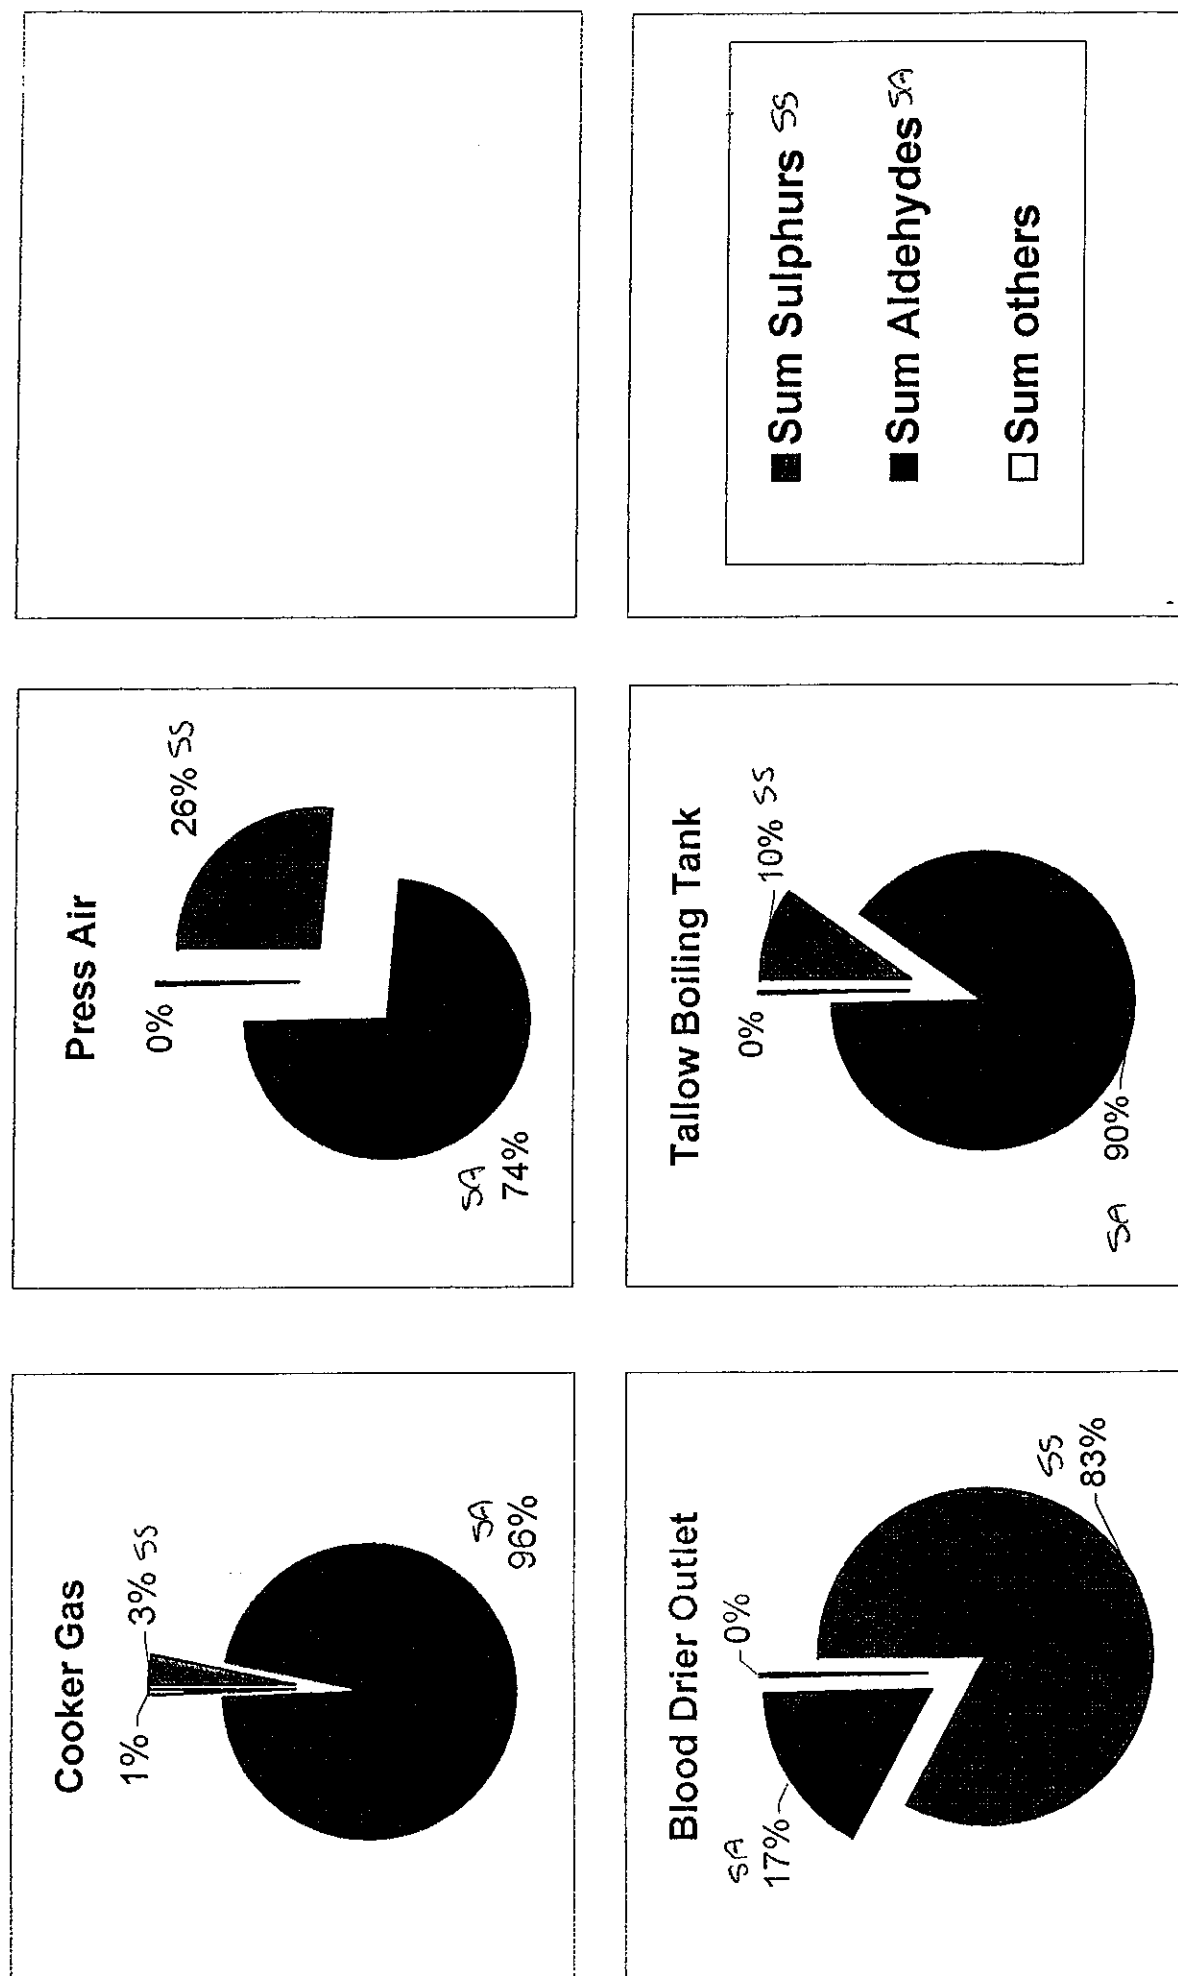 Cooker Gas
1%
3% SS
SA
96%
Press Air
0%
26% SS
SA
74%
Blood Drier Outlet
SA
17%
0%
SS
83%
Tallow Boiling Tank
0%
10% SS
SA 90%
Sum Sulphurs SS
Sum Aldehydes SA
Sum others